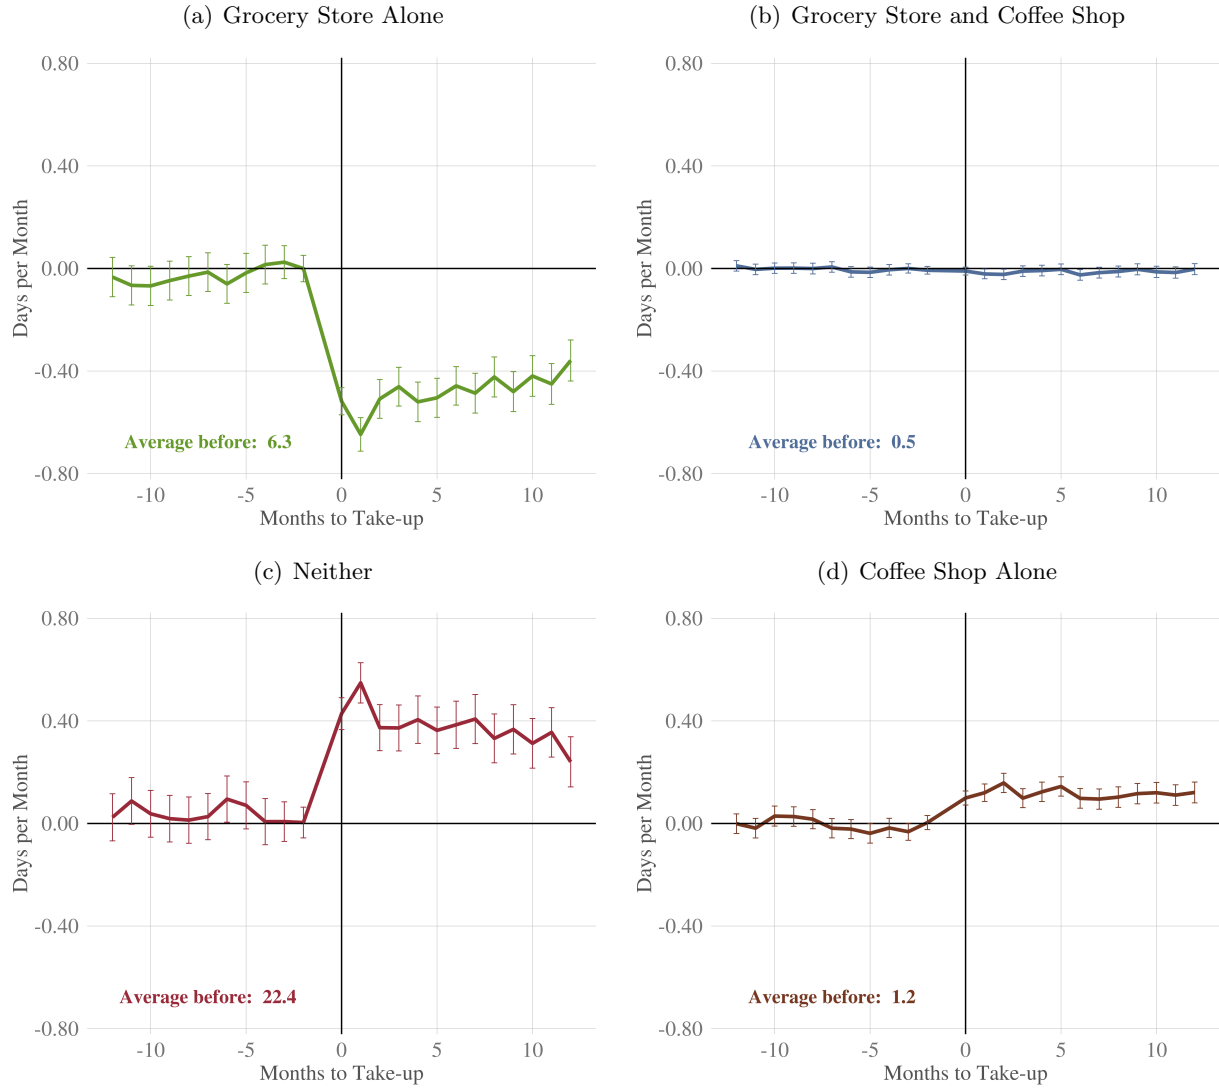 (a) Grocery Store Alone
0.80
0.40
0.00
-0.40
-0.80
Days per Month
Average before: 6.3
-10 -5 0 5 10
Months to Take-up
(b) Grocery Store and Coffee Shop
0.80
0.40
0.00
-0.40
-0.80
Days per Month
Average before: 0.5
-10 -5 0 5 10
Months to Take-up
(c) Neither
0.80
0.40
0.00
-0.40
-0.80
Days per Month
Average before: 22.4
-10 -5 0 5 10
Months to Take-up
(d) Coffee Shop Alone
0.80
0.40
0.00
-0.40
-0.80
Days per Month
Average before: 1.2
-10 -5 0 5 10
Months to Take-up